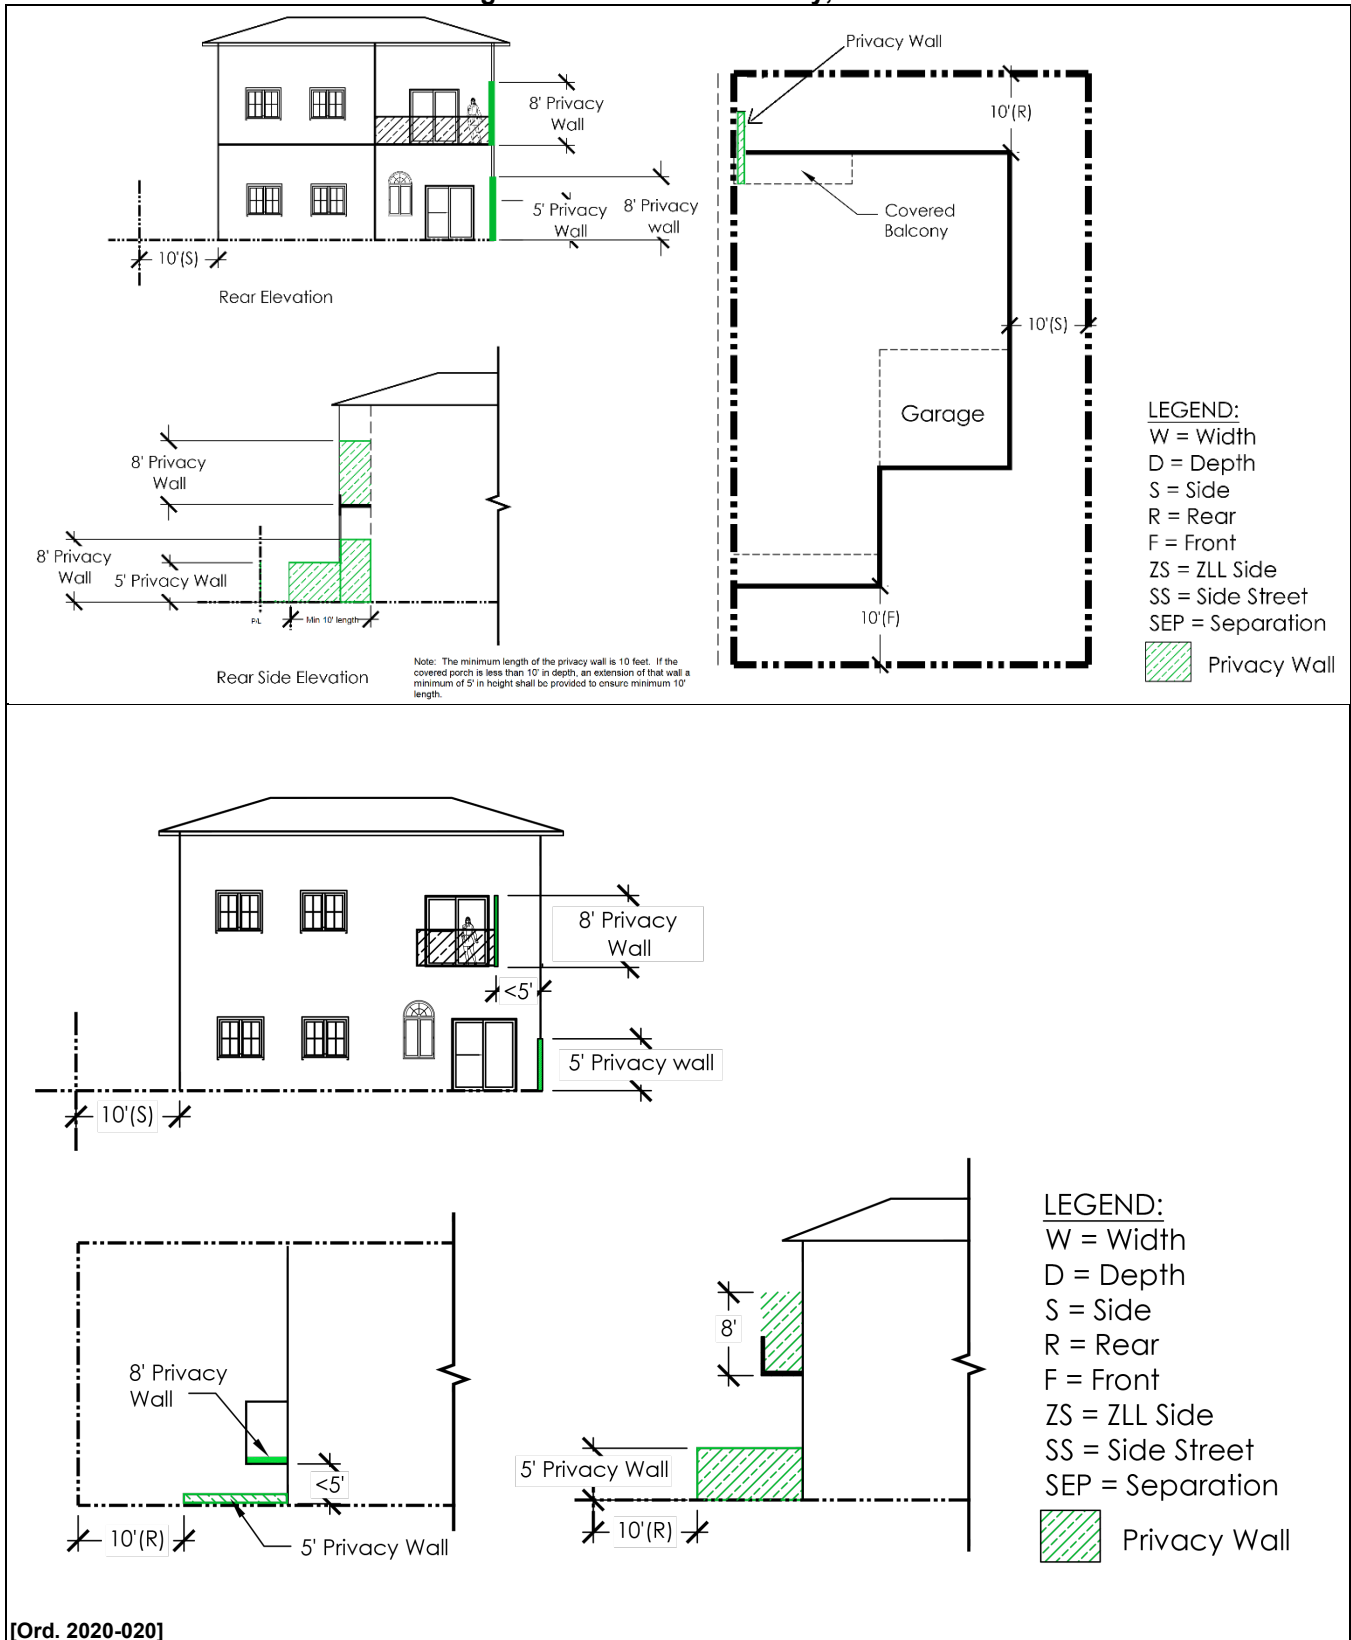 Privacy Wall
8' Privacy
Wall
10'(R)
5' Privacy
Wall
8' Privacy
wall
Covered
Balcony
10'(S)
Rear Elevation
10'(S)
Garage
8' Privacy
Wall
8' Privacy
Wall
5' Privacy Wall
P/L
Min 10' length
10'(F)
Rear Side Elevation
Note: The minimum length of the privacy wall is 10 feet. If the
covered porch is less than 10' in depth, an extension of that wall a
minimum of 5' in height shall be provided to ensure minimum 10'
length.
LEGEND:
W = Width
D = Depth
S = Side
R = Rear
F = Front
ZS = ZLL Side
SS = Side Street
SEP = Separation
Privacy Wall
8' Privacy
Wall
<5'
5' Privacy wall
10'(S)
8' Privacy
Wall
<5'
10'(R)
5' Privacy Wall
8'
5' Privacy Wall
10'(R)
LEGEND:
W = Width
D = Depth
S = Side
R = Rear
F = Front
ZS = ZLL Side
SS = Side Street
SEP = Separation
Privacy Wall
[Ord. 2020-020]